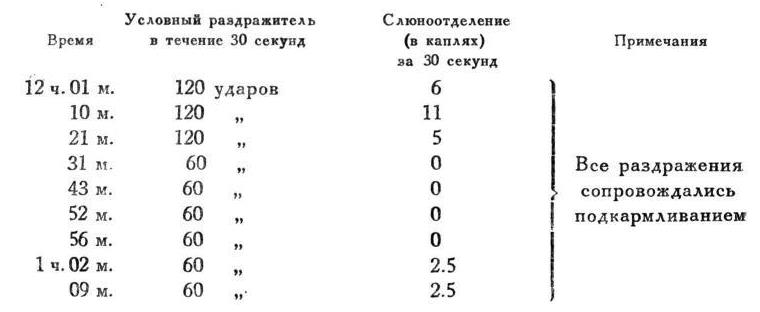 Время Условный раздражитель в течение 30 секунд Слюноотделение (в каплях) за 30 секунд Примечания
12 ч. 01 м. 120 ударов 6
10 м. 120 „ 11
21 м. 120 „ 5
31 м. 60 „ 0
43 м. 60 „ 0
52 м. 60 „ 0
56 м. 60 „ 0
1 ч. 02 м. 60 „ 2.5
09 м. 60 „ 2.5
Все раздражения
сопровождались
подкармливанием